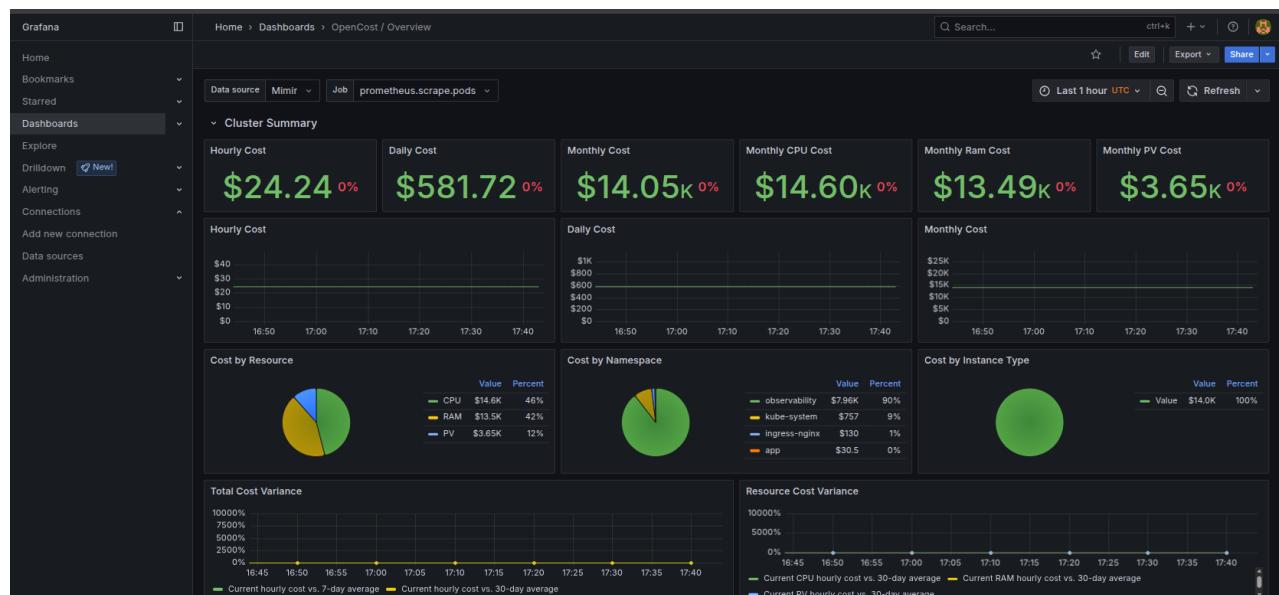 Grafana
Home › Dashboards › OpenCost / Overview
Search... ctrl+k
Home
Bookmarks
Starred
Dashboards
Explore
Drilldown New!
Alerting
Connections
Add new connection
Data sources
Administration
Edit Export Share
Data source Mimir Job prometheus.scrape.pods
Last 1 hour UTC Refresh
Cluster Summary
Hourly Cost
$24.24 0%
Daily Cost
$581.72 0%
Monthly Cost
$14.05K 0%
Monthly CPU Cost
$14.60K 0%
Monthly Ram Cost
$13.49K 0%
Monthly PV Cost
$3.65K 0%
Hourly Cost
$40
$30
$20
$10
$0
16:50 17:00 17:10 17:20 17:30 17:40
Daily Cost
$1K
$800
$600
$400
$200
$0
16:50 17:00 17:10 17:20 17:30 17:40
Monthly Cost
$25K
$20K
$15K
$10K
$5K
$0
16:50 17:00 17:10 17:20 17:30 17:40
Cost by Resource
Value Percent
CPU $14.6K 46%
RAM $13.5K 42%
PV $3.65K 12%
Cost by Namespace
Value Percent
observability $7.96K 90%
kube-system $757 9%
ingress-nginx $130 1%
app $30.5 0%
Cost by Instance Type
Value Percent
Value $14.0K 100%
Total Cost Variance
10000%
7500%
5000%
2500%
0%
16:45 16:50 16:55 17:00 17:05 17:10 17:15 17:20 17:25 17:30 17:35 17:40
Current hourly cost vs. 7-day average Current hourly cost vs. 30-day average
Resource Cost Variance
10000%
5000%
0%
16:45 16:50 16:55 17:00 17:05 17:10 17:15 17:20 17:25 17:30 17:35 17:40
Current CPU hourly cost vs. 30-day average Current RAM hourly cost vs. 30-day average
Current PV hourly cost vs. 30-day average